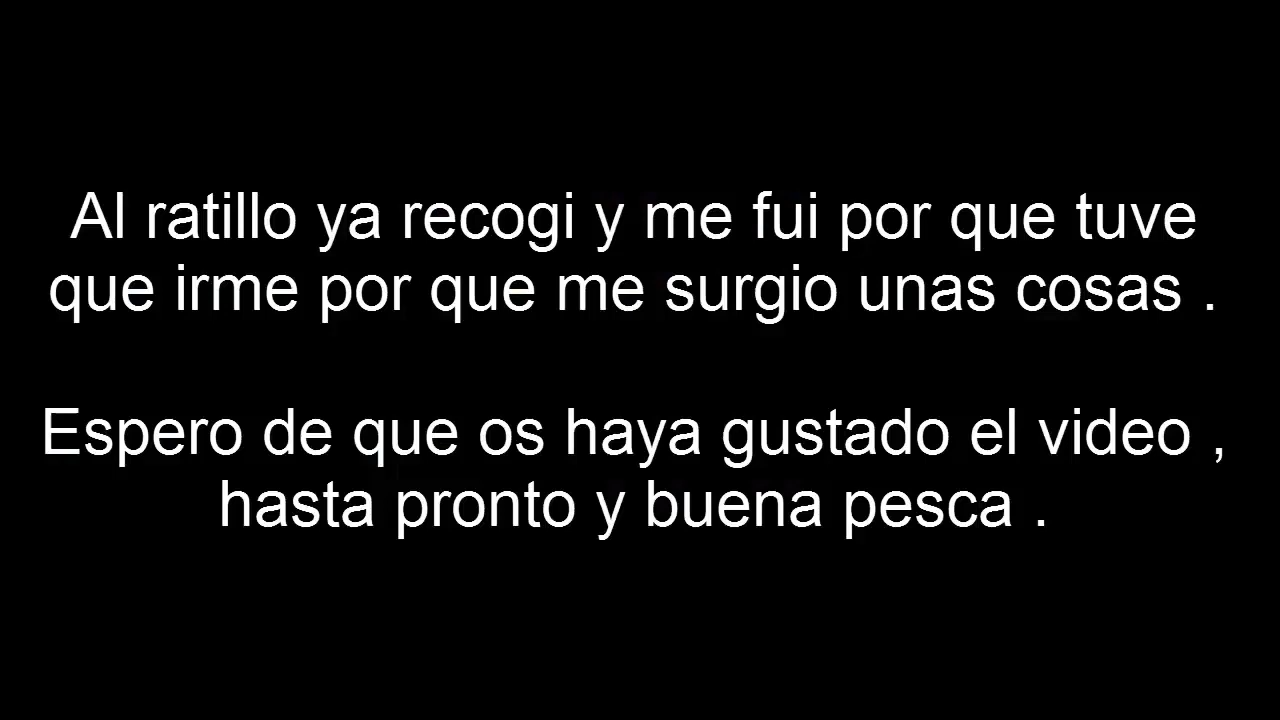 Al ratillo ya recogi y me fui por que tuve
que irme por que me surgio unas cosas .
Espero de que os haya gustado el video ,
hasta pronto y buena pesca .